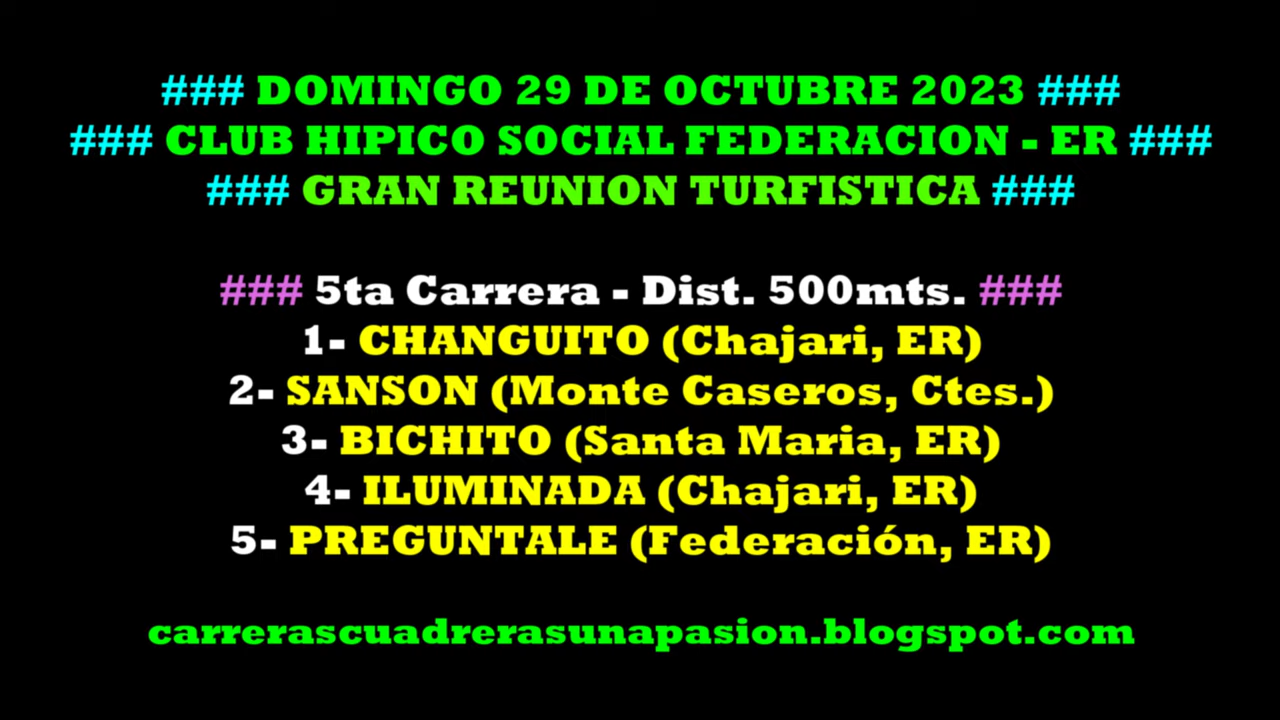 ### DOMINGO 29 DE OCTUBRE 2023 ###
### CLUB HIPICO SOCIAL FEDERACION - ER ###
### GRAN REUNION TURFISTICA ###
### 5ta Carrera - Dist. 500mts. ###
1- CHANGUITO (Chajari, ER)
2- SANSON (Monte Caseros, Ctes.)
3- BICHITO (Santa Maria, ER)
4- ILUMINADA (Chajari, ER)
5- PREGUNTALE (Federación, ER)
carrerascuadrerasunapasion.blogspot.com